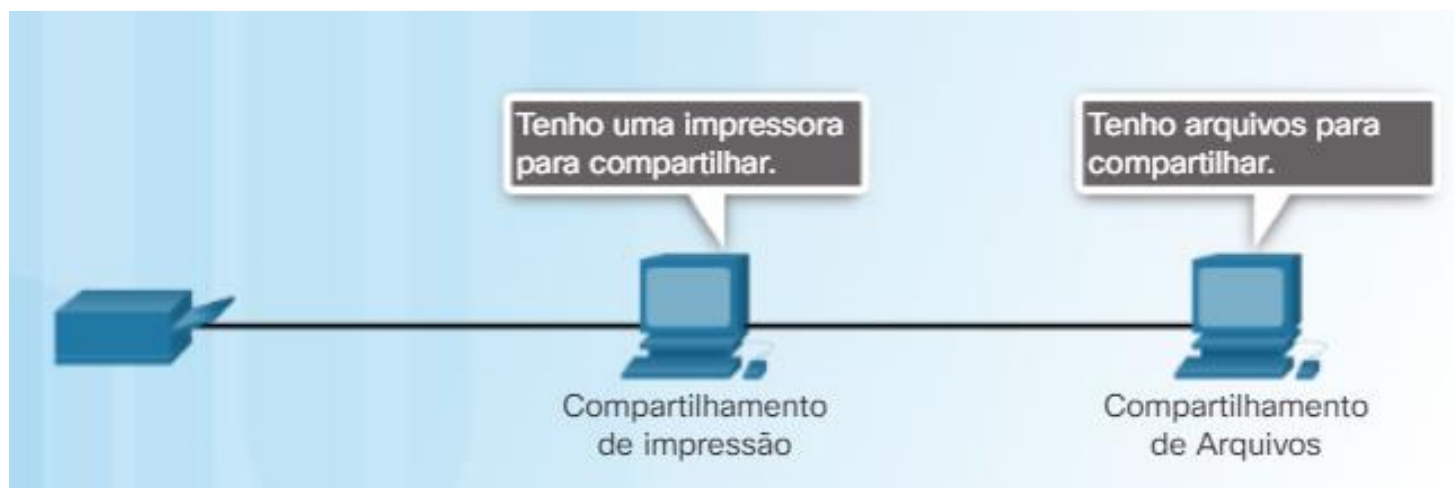 Tenho uma impressora
para compartilhar.
Tenho arquivos para
compartilhar.
Compartilhamento
de impressão
Compartilhamento
de Arquivos